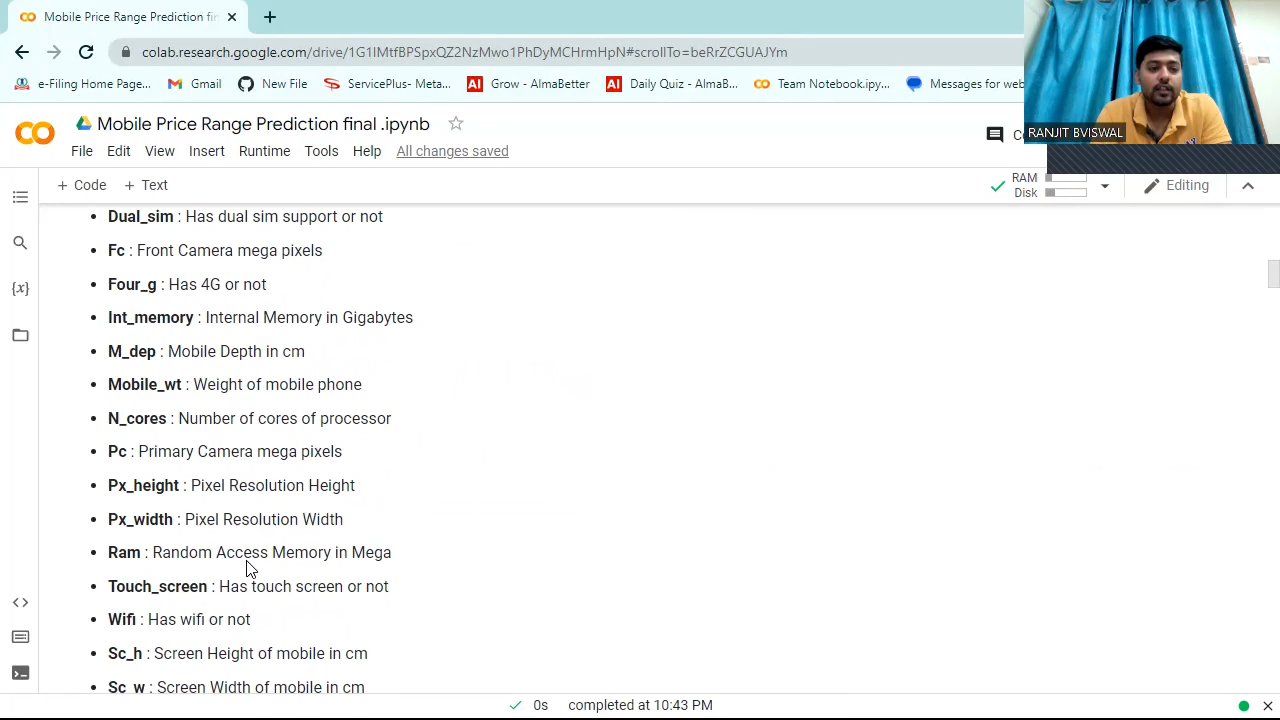 Mobile Price Range Prediction fin
colab.research.google.com/drive/1G1IMtfBPSpxQZ2NzMwo1PhDyMCHrmHpN#scrollTo=beRrZCGUAJYm
e-Filing Home Page... Gmail New File ServicePlus- Meta... AI Grow - AlmaBetter AI Daily Quiz - AlmaB... Team Notebook.ipy... Messages for web
RANJIT BVISWAL
CO Mobile Price Range Prediction final .ipynb
File Edit View Insert Runtime Tools Help All changes saved
+ Code + Text RAM Disk Editing
Dual_sim : Has dual sim support or not
Fc : Front Camera mega pixels
Four_g : Has 4G or not
Int_memory : Internal Memory in Gigabytes
M_dep : Mobile Depth in cm
Mobile_wt : Weight of mobile phone
N_cores : Number of cores of processor
Pc : Primary Camera mega pixels
Px_height : Pixel Resolution Height
Px_width : Pixel Resolution Width
Ram : Random Access Memory in Mega
Touch_screen : Has touch screen or not
Wifi : Has wifi or not
Sc_h : Screen Height of mobile in cm
Sc_w : Screen Width of mobile in cm
0s completed at 10:43 PM